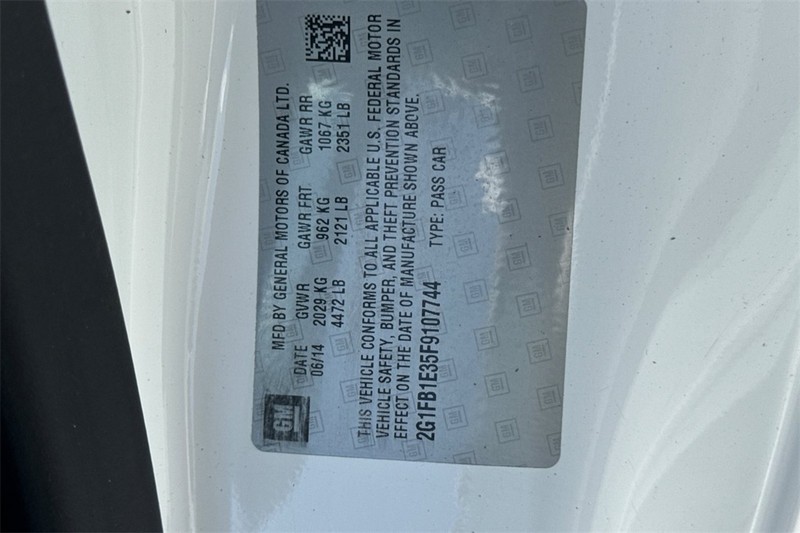 MFD BY GENERAL MOTORS OF CANADA LTD.
DATE GVWR GAWR FRT GAWR RR
06/14 2029 KG 962 KG 1067 KG
4472 LB 2121 LB 2351 LB
GM
THIS VEHICLE CONFORMS TO ALL APPLICABLE U.S. FEDERAL MOTOR
VEHICLE SAFETY, BUMPER, AND THEFT PREVENTION STANDARDS IN
EFFECT ON THE DATE OF MANUFACTURE SHOWN ABOVE.
2G1FB1E35F9107744 TYPE: PASS CAR